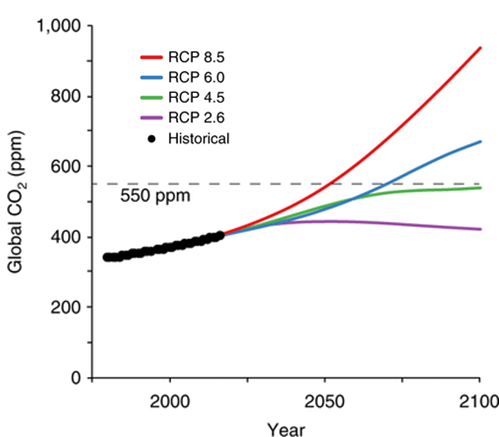 1,000
800
600
400
200
0
Global CO₂ (ppm)
RCP 8.5
RCP 6.0
RCP 4.5
RCP 2.6
Historical
550 ppm
2000
2050
2100
Year